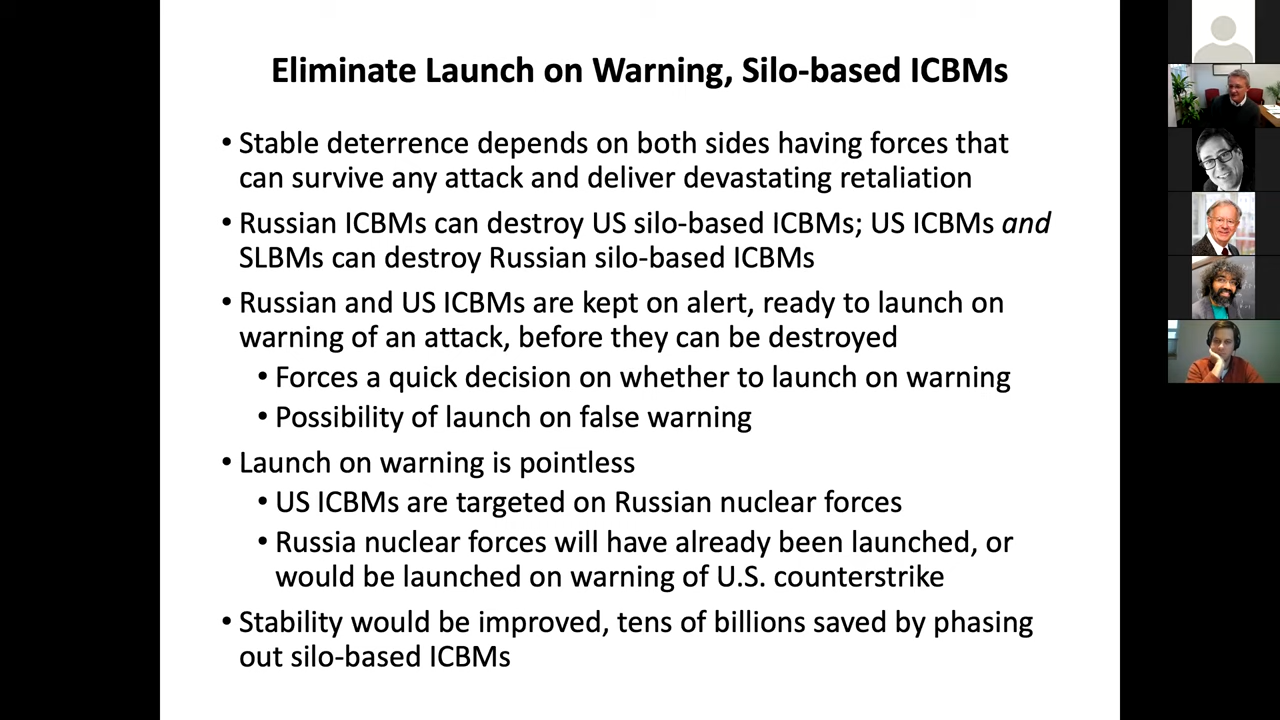 Eliminate Launch on Warning, Silo-based ICBMs
• Stable deterrence depends on both sides having forces that
can survive any attack and deliver devastating retaliation
• Russian ICBMs can destroy US silo-based ICBMs; US ICBMs and
SLBMs can destroy Russian silo-based ICBMs
• Russian and US ICBMs are kept on alert, ready to launch on
warning of an attack, before they can be destroyed
• Forces a quick decision on whether to launch on warning
• Possibility of launch on false warning
• Launch on warning is pointless
• US ICBMs are targeted on Russian nuclear forces
• Russia nuclear forces will have already been launched, or
would be launched on warning of U.S. counterstrike
• Stability would be improved, tens of billions saved by phasing
out silo-based ICBMs